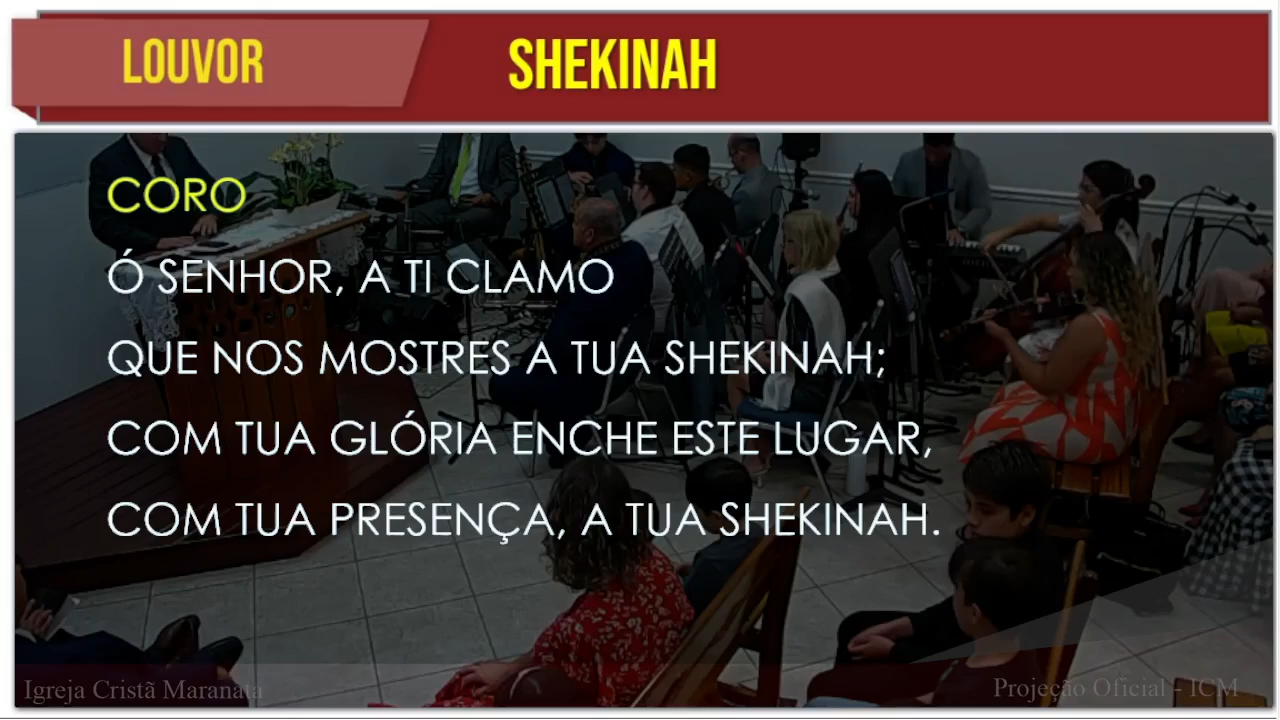 LOUVOR
SHEKINAH
CORO
Ó SENHOR, A TI CLAMO
QUE NOS MOSTRES A TUA SHEKINAH;
COM TUA GLÓRIA ENCHE ESTE LUGAR,
COM TUA PRESENÇA, A TUA SHEKINAH.
Igreja Cristã Maranata
Projeção Oficial - ICM